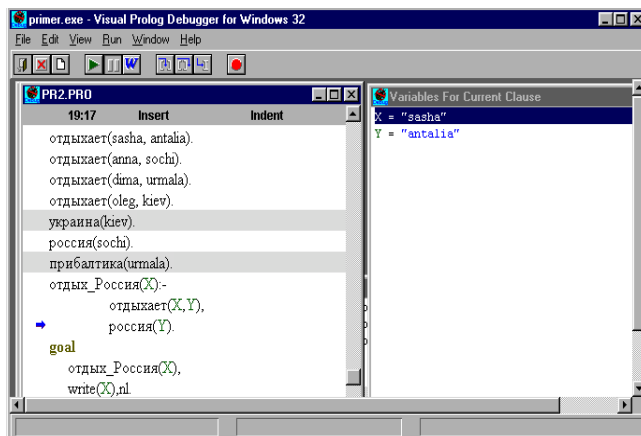 primer.exe - Visual Prolog Debugger for Windows 32
File Edit View Run Window Help
PR2.PRO
19:17 Insert Indent
отдыхает(sasha, antalia).
отдыхает(anna, sochi).
отдыхает(dima, urmala).
отдыхает(oleg, kiev).
украина(kiev).
россия(sochi).
прибалтика(urmala).
отдых_Россия(X):-
отдыхает(X,Y),
россия(Y).
goal
отдых_Россия(X),
write(X),nl.
Variables For Current Clause
X = "sasha"
Y = "antalia"